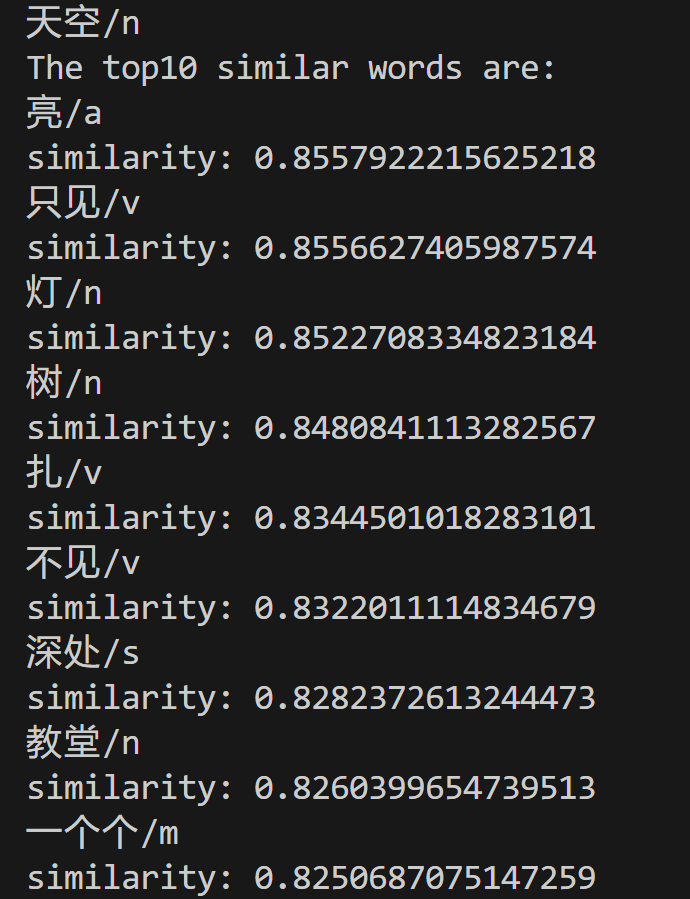 天空/n
The top10 similar words are:
亮/a
similarity: 0.8557922215625218
只见/v
similarity: 0.8556627405987574
灯/n
similarity: 0.8522708334823184
树/n
similarity: 0.8480841113282567
扎/v
similarity: 0.8344501018283101
不见/v
similarity: 0.8322011114834679
深处/s
similarity: 0.8282372613244473
教堂/n
similarity: 0.8260399654739513
一个个/m
similarity: 0.8250687075147259